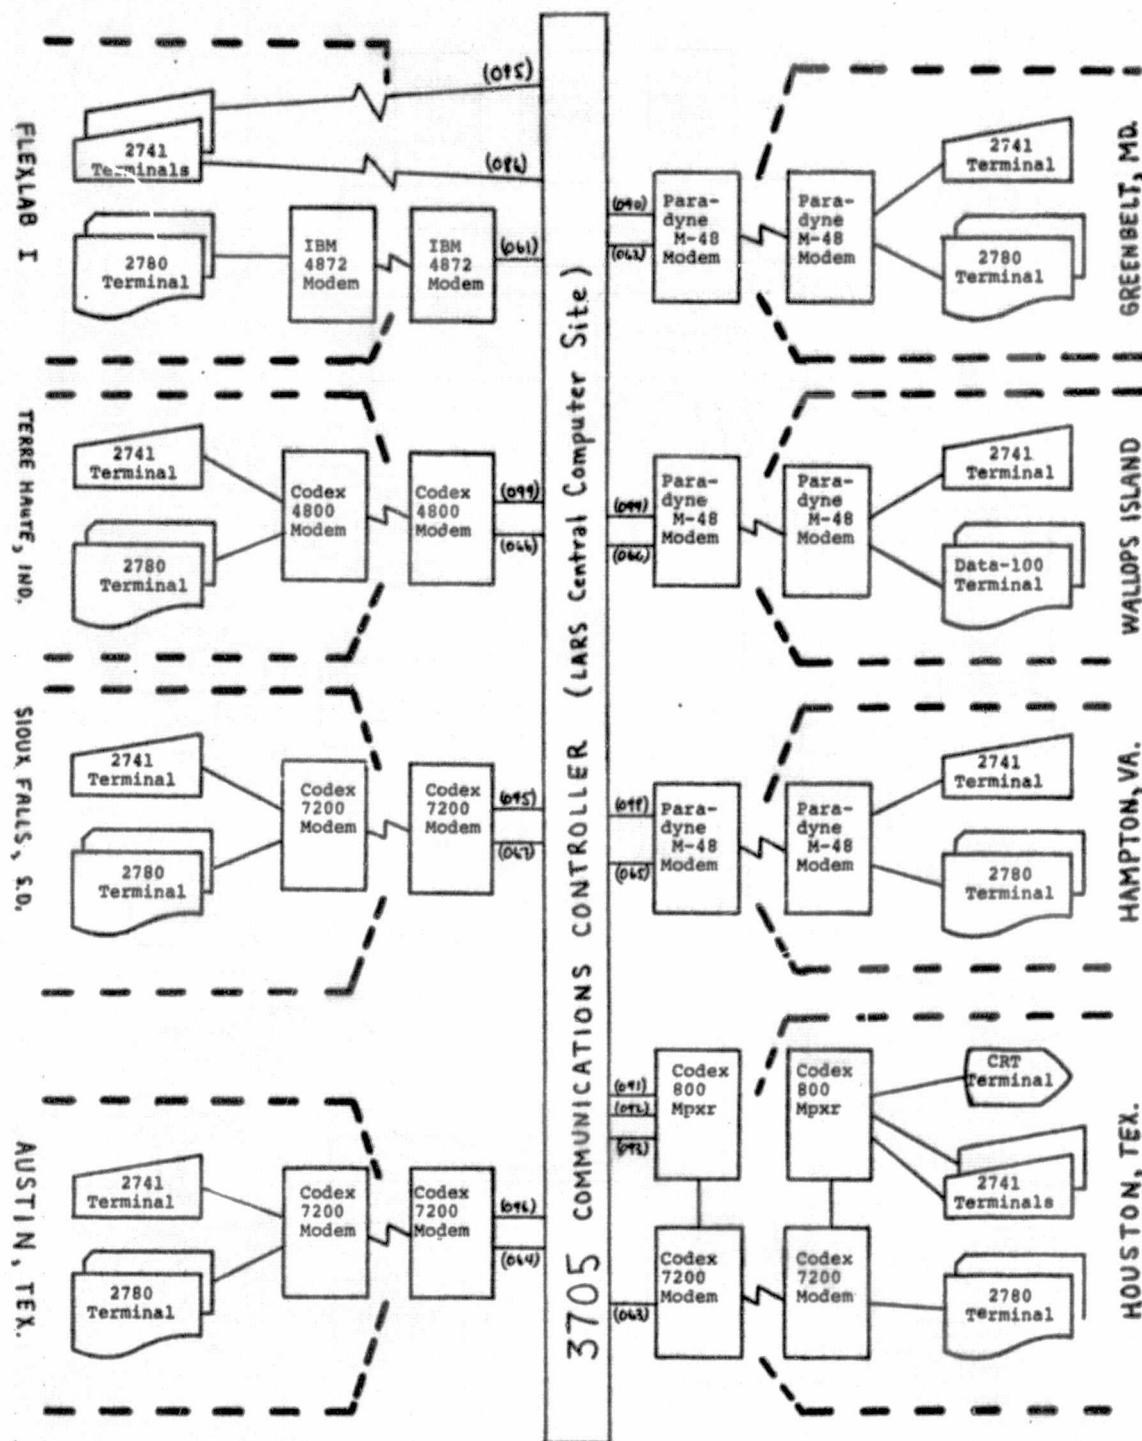 FLEXLAB I
2741
Terminals
2780
Terminal
IBM
4872
Modem
IBM
4872
Modem
(086)
(061)
TERRE HAUTE, IND.
2741
Terminal
2780
Terminal
Codex
4800
Modem
Codex
4800
Modem
(066)
SIOUX FALLS, S.D.
2741
Terminal
2780
Terminal
Codex
7200
Modem
Codex
7200
Modem
(095)
(067)
AUSTIN, TEX.
2741
Terminal
2780
Terminal
Codex
7200
Modem
Codex
7200
Modem
(096)
(064)
3705 COMMUNICATIONS CONTROLLER (LARS Central Computer Site)
GREENBELT, MD.
(090)
Para-
dyne
M-48
Modem
Para-
dyne
M-48
Modem
2741
Terminal
2780
Terminal
WALLOPS ISLAND
Para-
dyne
M-48
Modem
Para-
dyne
M-48
Modem
2741
Terminal
Data-100
Terminal
HAMPTON, VA.
(065)
Para-
dyne
M-48
Modem
Para-
dyne
M-48
Modem
2741
Terminal
2780
Terminal
HOUSTON, TEX.
(091)
(092)
(093)
Codex
800
Mpxr
Codex
800
Mpxr
CRT
Terminal
2741
Terminals
(063)
Codex
7200
Modem
Codex
7200
Modem
2780
Terminal